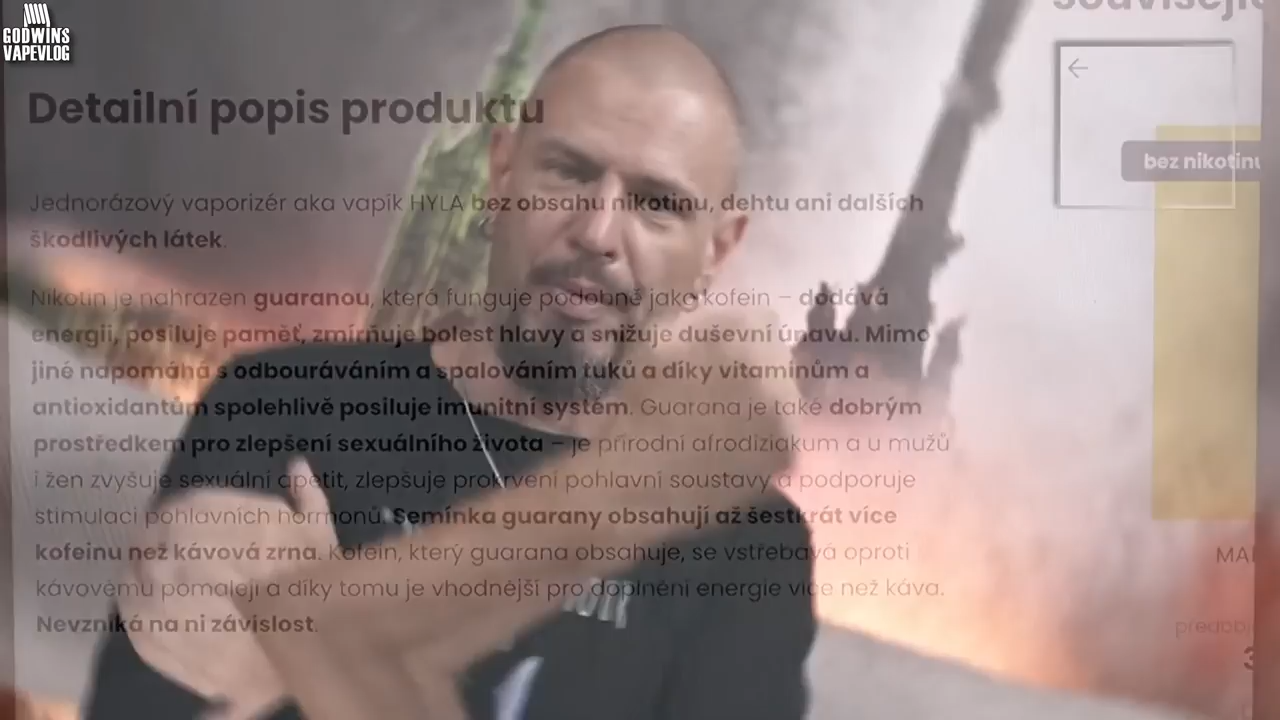 GODWINS
VAPEVLOG
Detailní popis produktu
bez nikotinu
Jednorázový vaporizér aka vapík HYLA bez obsahu nikotinu, dehtu ani dalších
škodlivých látek.
Nikotin je nahrazen guaranou, která funguje podobně jako kofein – dodává
energii, posiluje paměť, zmírňuje bolest hlavy a snižuje duševní únavu. Mimo
jiné napomáhá s odbouráváním a spalováním tuků a díky vitamínům a
antioxidantům spolehlivě posiluje imunitní systém. Guarana je také dobrým
prostředkem pro zlepšení sexuálního života – je přírodní afrodiziakum a u mužů
i žen zvyšuje sexuální apetit, zlepšuje prokrvení pohlavní soustavy a podporuje
stimulaci pohlavních hormonů. Semínka guarany obsahují až šestkrát více
kofeinu než kávová zrna. Kofein, který guarana obsahuje, se vstřebává oproti
kávovému pomaleji a díky tomu je vhodnější pro doplnění energie více než káva.
Nevzniká na ni závislost.